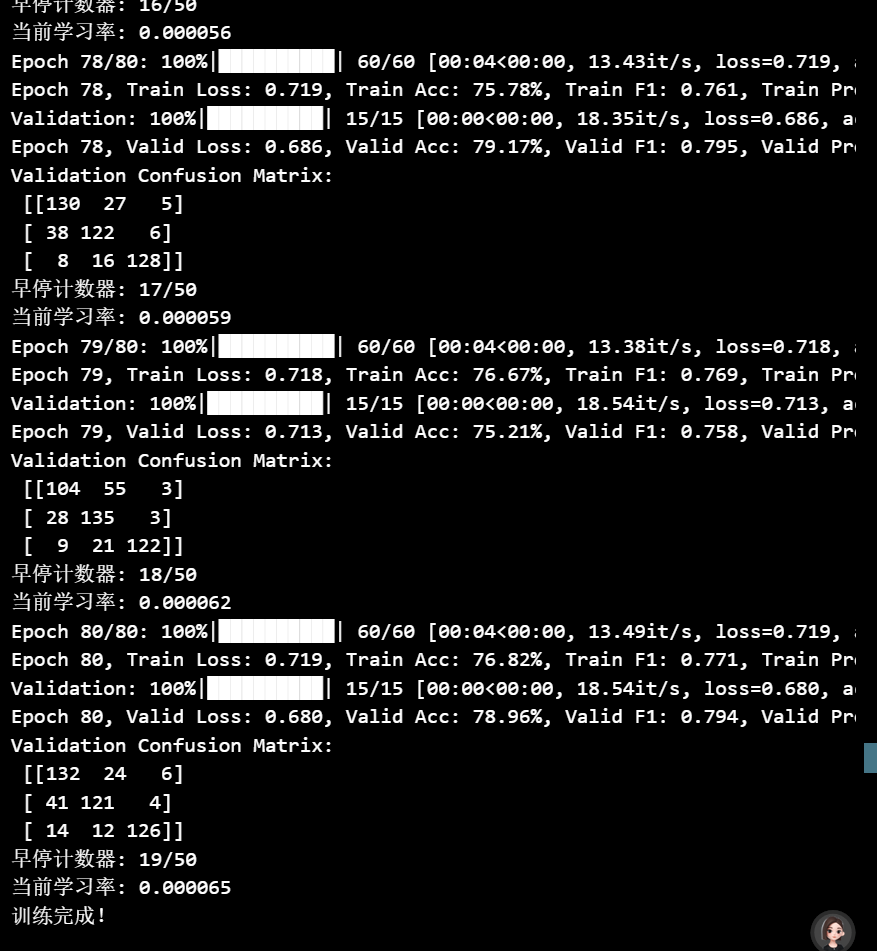 早停计数器: 16/50
当前学习率: 0.000056
Epoch 78/80: 100%|██████████| 60/60 [00:04<00:00, 13.43it/s, loss=0.719,
Epoch 78, Train Loss: 0.719, Train Acc: 75.78%, Train F1: 0.761, Train Pr
Validation: 100%|██████████| 15/15 [00:00<00:00, 18.35it/s, loss=0.686, a
Epoch 78, Valid Loss: 0.686, Valid Acc: 79.17%, Valid F1: 0.795, Valid Pr
Validation Confusion Matrix:
[[130 27 5]
[ 38 122 6]
[ 8 16 128]]
早停计数器: 17/50
当前学习率: 0.000059
Epoch 79/80: 100%|██████████| 60/60 [00:04<00:00, 13.38it/s, loss=0.718,
Epoch 79, Train Loss: 0.718, Train Acc: 76.67%, Train F1: 0.769, Train Pr
Validation: 100%|██████████| 15/15 [00:00<00:00, 18.54it/s, loss=0.713, a
Epoch 79, Valid Loss: 0.713, Valid Acc: 75.21%, Valid F1: 0.758, Valid Pr
Validation Confusion Matrix:
[[104 55 3]
[ 28 135 3]
[ 9 21 122]]
早停计数器: 18/50
当前学习率: 0.000062
Epoch 80/80: 100%|██████████| 60/60 [00:04<00:00, 13.49it/s, loss=0.719,
Epoch 80, Train Loss: 0.719, Train Acc: 76.82%, Train F1: 0.771, Train Pr
Validation: 100%|██████████| 15/15 [00:00<00:00, 18.54it/s, loss=0.680, a
Epoch 80, Valid Loss: 0.680, Valid Acc: 78.96%, Valid F1: 0.794, Valid Pr
Validation Confusion Matrix:
[[132 24 6]
[ 41 121 4]
[ 14 12 126]]
早停计数器: 19/50
当前学习率: 0.000065
训练完成!